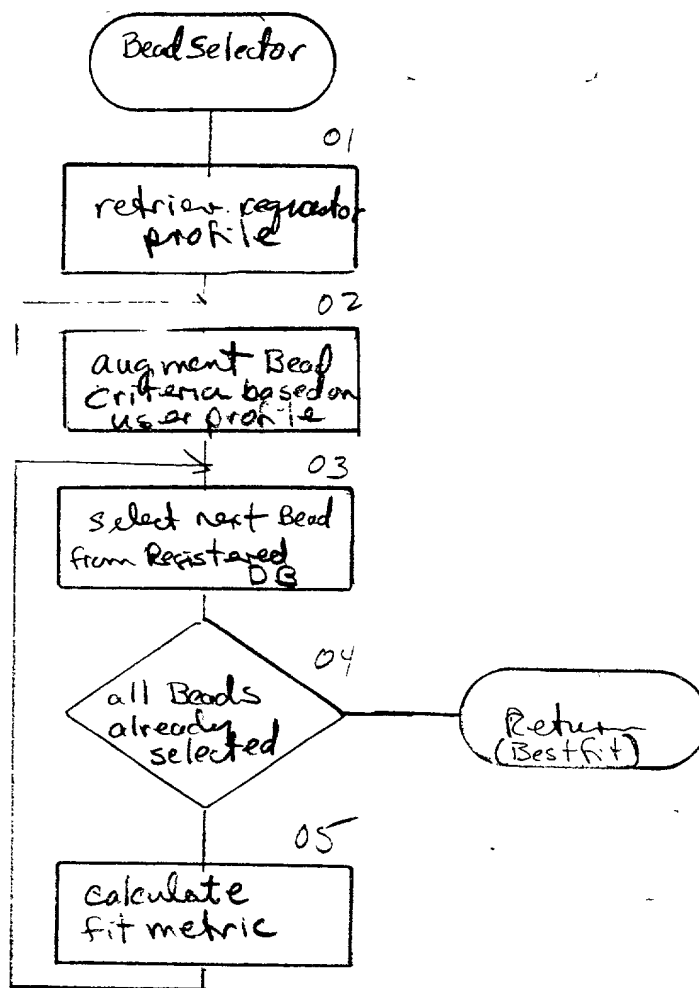 Bead Selector
01
retriev. requestor
profile
02
augment Bead
Criteria based on
user profile
03
select next Bead
from Registered
DB
04
all Beads
already
selected
Return
(Bestfit)
05
calculate
fit metric